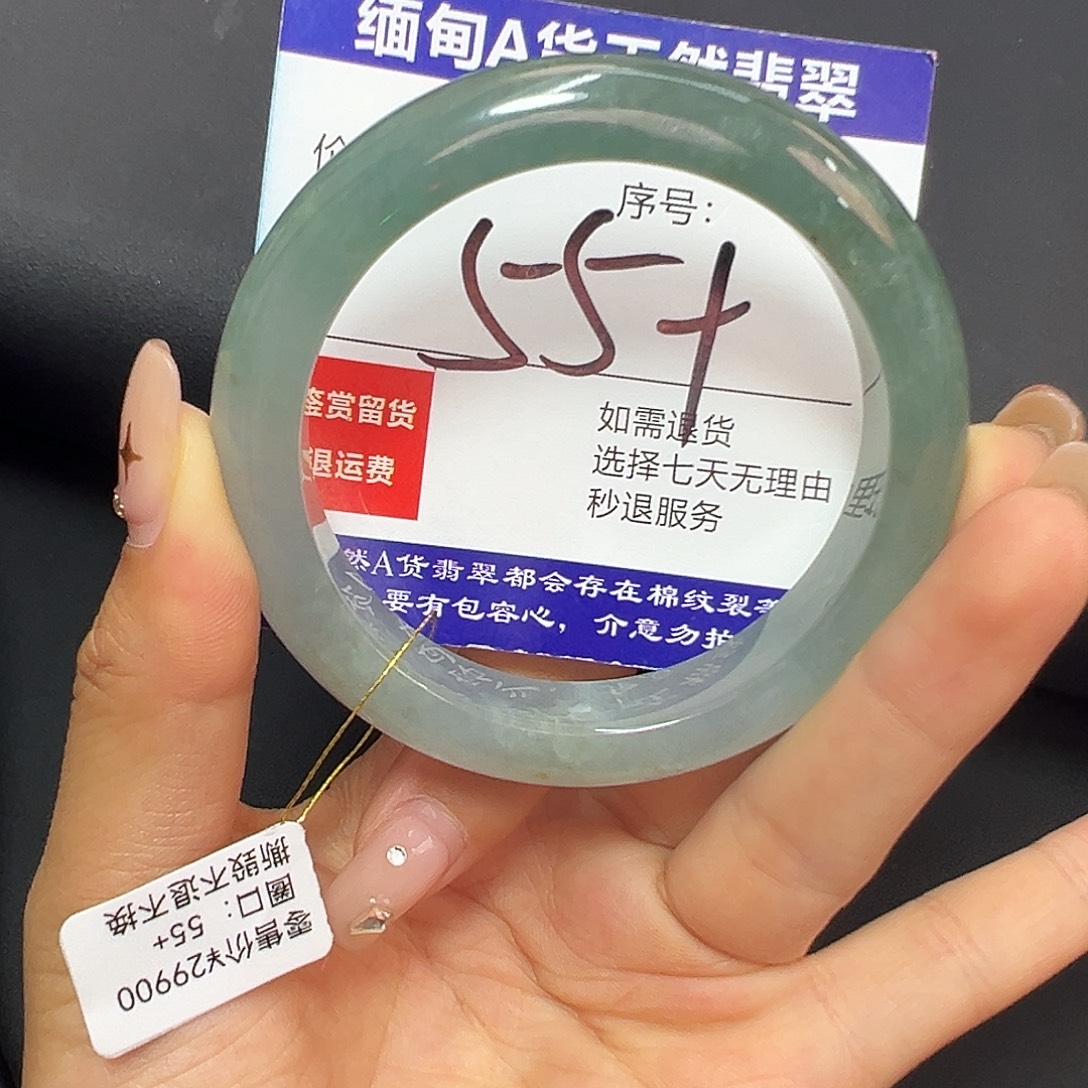 缅甸A货天然翡翠
价
序号：
55+
鉴赏留货
退运费
如需退货
选择七天无理由
秒退服务
然A货翡翠都会存在棉纹裂等
要有包容心，介意勿拍
零售价¥29900
圈口：55+
撕毁不退不换